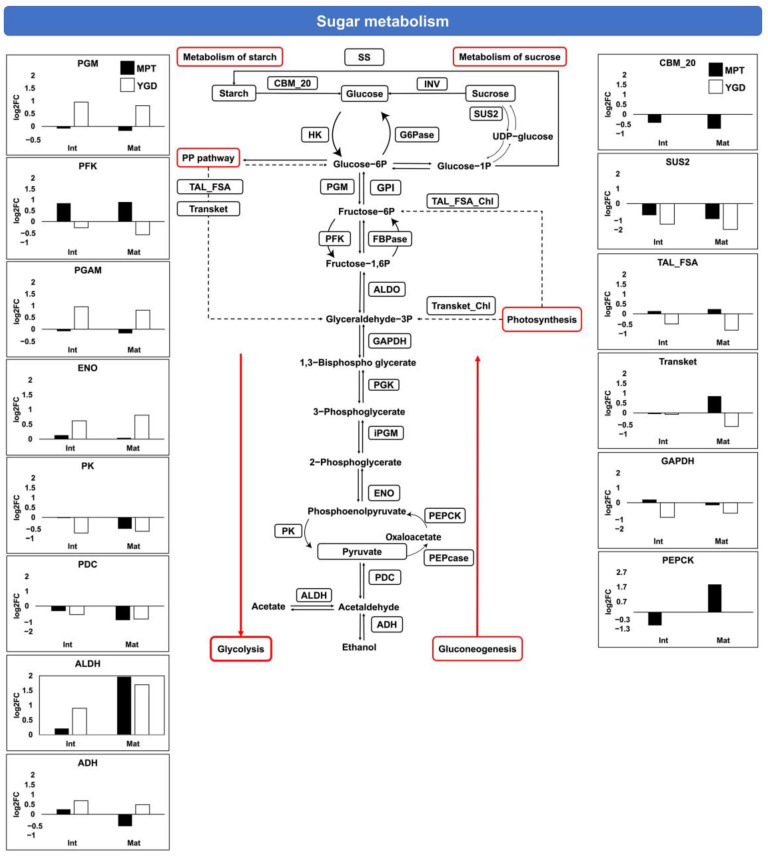 Sugar metabolism
PGM
2
1.5
1
0.5
0
−0.5
log2FC
MPT
YGD
Int
Mat
PFK
2
1.5
1
0.5
0
−0.5
−1
log2FC
Int
Mat
PGAM
2
1.5
1
0.5
0
−0.5
log2FC
Int
Mat
ENO
2
1.5
1
0.5
0
log2FC
Int
Mat
PK
2
1.5
1
0.5
0
−0.5
−1
log2FC
Int
Mat
PDC
2
1
0
−1
−2
log2FC
Int
Mat
ALDH
2
1.5
1
0.5
0
log2FC
Int
Mat
ADH
2
1.5
1
0.5
0
−0.5
−1
log2FC
Int
Mat
Metabolism of starch
SS
Metabolism of sucrose
CBM_20
INV
Starch
Glucose
Sucrose
SUS2
HK
G6Pase
UDP−glucose
PP pathway
Glucose−6P
Glucose−1P
TAL_FSA
PGM
GPI
Transket
TAL_FSA_Chl
Fructose−6P
PFK
FBPase
Fructose−1,6P
ALDO
Transket_Chl
Glyceraldehyde−3P
Photosynthesis
GAPDH
1,3−Bisphospho glycerate
PGK
3−Phosphoglycerate
iPGM
2−Phosphoglycerate
ENO
Phosphoenolpyruvate
PEPCK
PK
Oxaloacetate
Pyruvate
PEPcase
PDC
ALDH
Acetate
Acetaldehyde
ADH
Glycolysis
Ethanol
Gluconeogenesis
CBM_20
2
1.5
1
0.5
0
−0.5
−1
log2FC
MPT
YGD
Int
Mat
SUS2
2
1
0
−1
−2
log2FC
Int
Mat
TAL_FSA
2
1.5
1
0.5
0
−0.5
−1
log2FC
Int
Mat
Transket
2
1.5
1
0.5
0
−0.5
−1
log2FC
Int
Mat
GAPDH
2
1
0
−1
−2
log2FC
Int
Mat
PEPCK
2.7
1.7
0.7
−0.3
−1.3
log2FC
Int
Mat